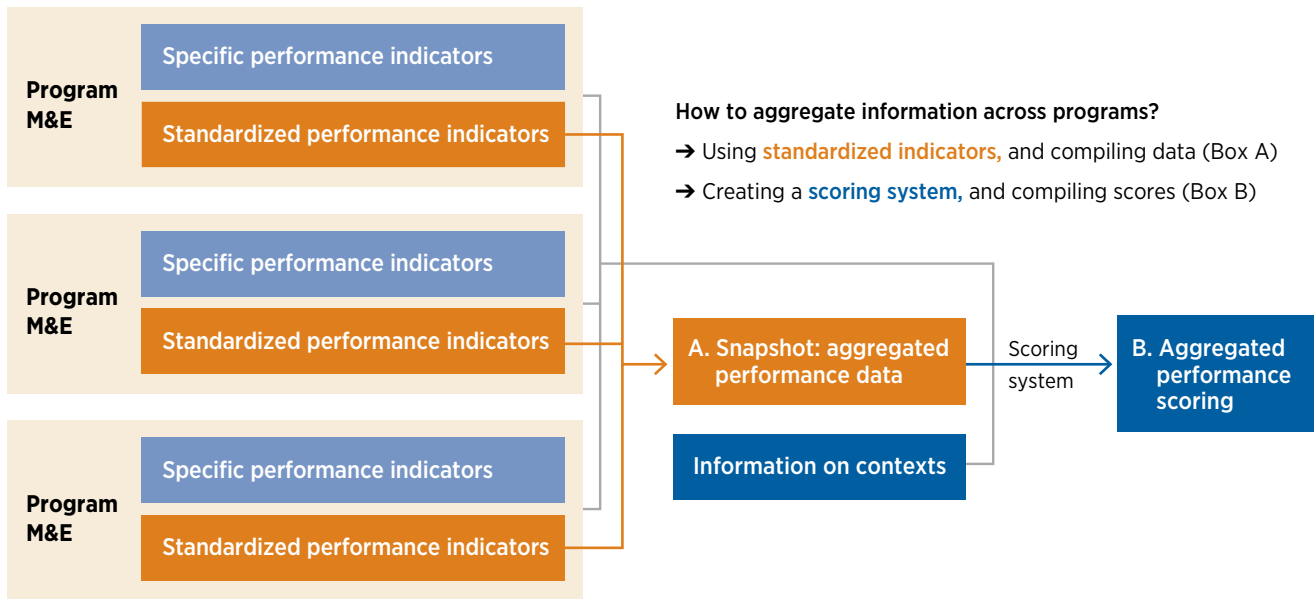 Program
M&E
Specific performance indicators
Standardized performance indicators
Program
M&E
Specific performance indicators
Standardized performance indicators
Program
M&E
Specific performance indicators
Standardized performance indicators
How to aggregate information across programs?
➔ Using standardized indicators, and compiling data (Box A)
➔ Creating a scoring system, and compiling scores (Box B)
A. Snapshot: aggregated
performance data
Information on contexts
Scoring
system
B. Aggregated
performance
scoring